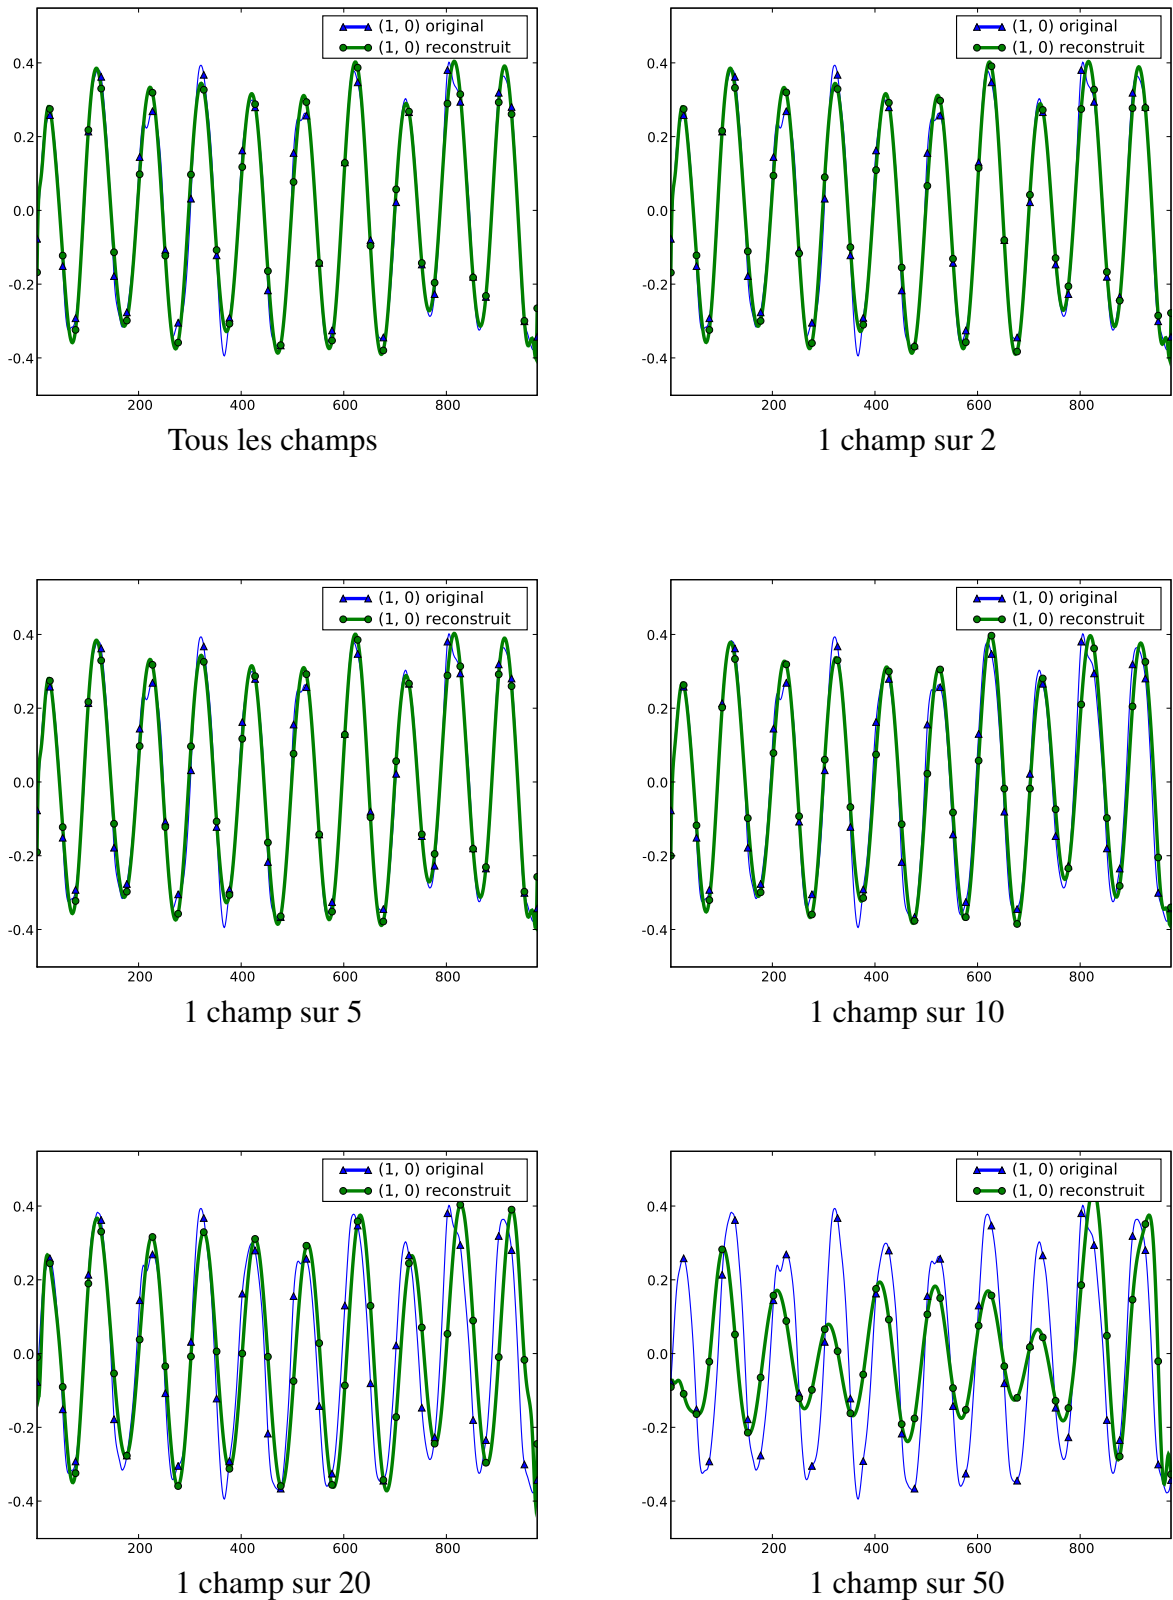 (1, 0) original
(1, 0) reconstruit
0.4
0.2
0.0
-0.2
-0.4
200 400 600 800
Tous les champs
(1, 0) original
(1, 0) reconstruit
0.4
0.2
0.0
-0.2
-0.4
200 400 600 800
1 champ sur 2
(1, 0) original
(1, 0) reconstruit
0.4
0.2
0.0
-0.2
-0.4
200 400 600 800
1 champ sur 5
(1, 0) original
(1, 0) reconstruit
0.4
0.2
0.0
-0.2
-0.4
200 400 600 800
1 champ sur 10
(1, 0) original
(1, 0) reconstruit
0.4
0.2
0.0
-0.2
-0.4
200 400 600 800
1 champ sur 20
(1, 0) original
(1, 0) reconstruit
0.4
0.2
0.0
-0.2
-0.4
200 400 600 800
1 champ sur 50